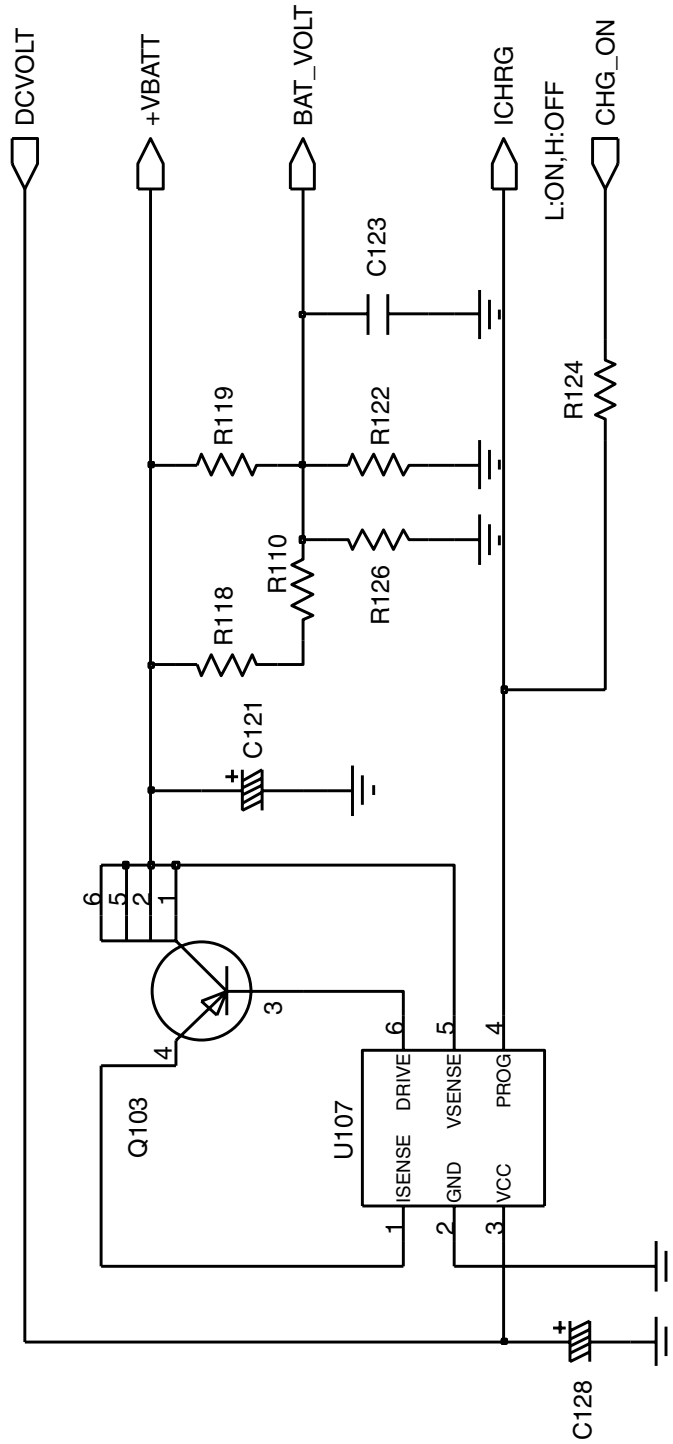 DCVOLT
+VBATT
BAT_VOLT
ICHRG
L:ON,H:OFF
CHG_ON
C123
R119
R122
R124
R110
R118
R126
+
C121
6
5
2
1
4
3
Q103
U107
6
5
4
DRIVE
VSENSE
PROG
ISENSE
GND
VCC
1
2
3
+
C128